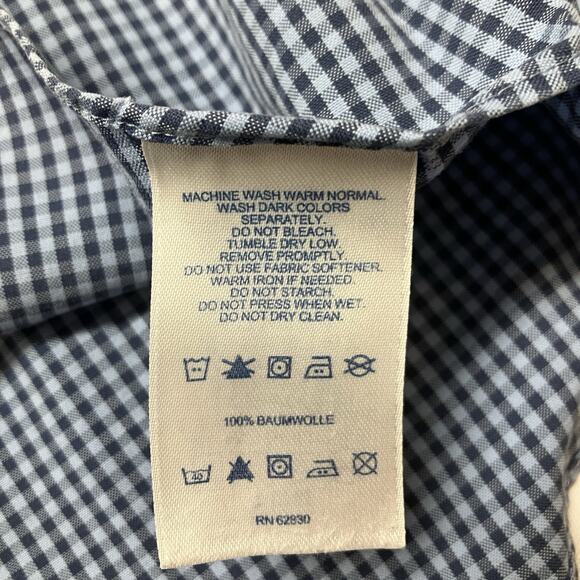 MACHINE WASH WARM NORMAL.
WASH DARK COLORS
SEPARATELY.
DO NOT BLEACH.
TUMBLE DRY LOW.
REMOVE PROMPTLY.
DO NOT USE FABRIC SOFTENER.
WARM IRON IF NEEDED.
DO NOT STARCH.
DO NOT PRESS WHEN WET.
DO NOT DRY CLEAN.
100% BAUMWOLLE
40
RN 62930